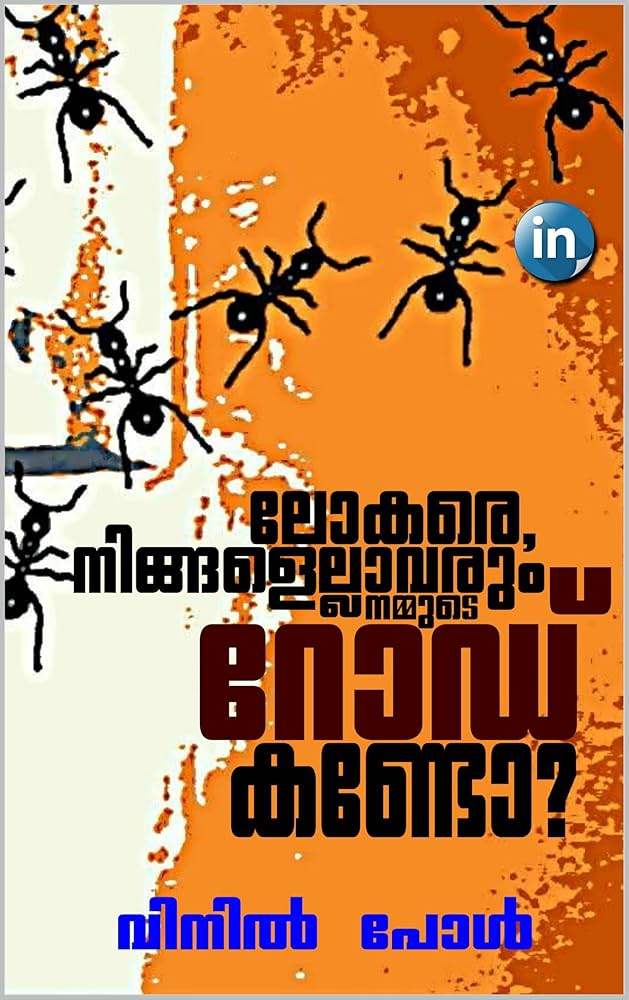 in
ലോകരെ,
നിങ്ങളെല്ലാവരും
നമ്മുടെ
റോഡ്
കണ്ടോ?
വിനിൽ പോൾ